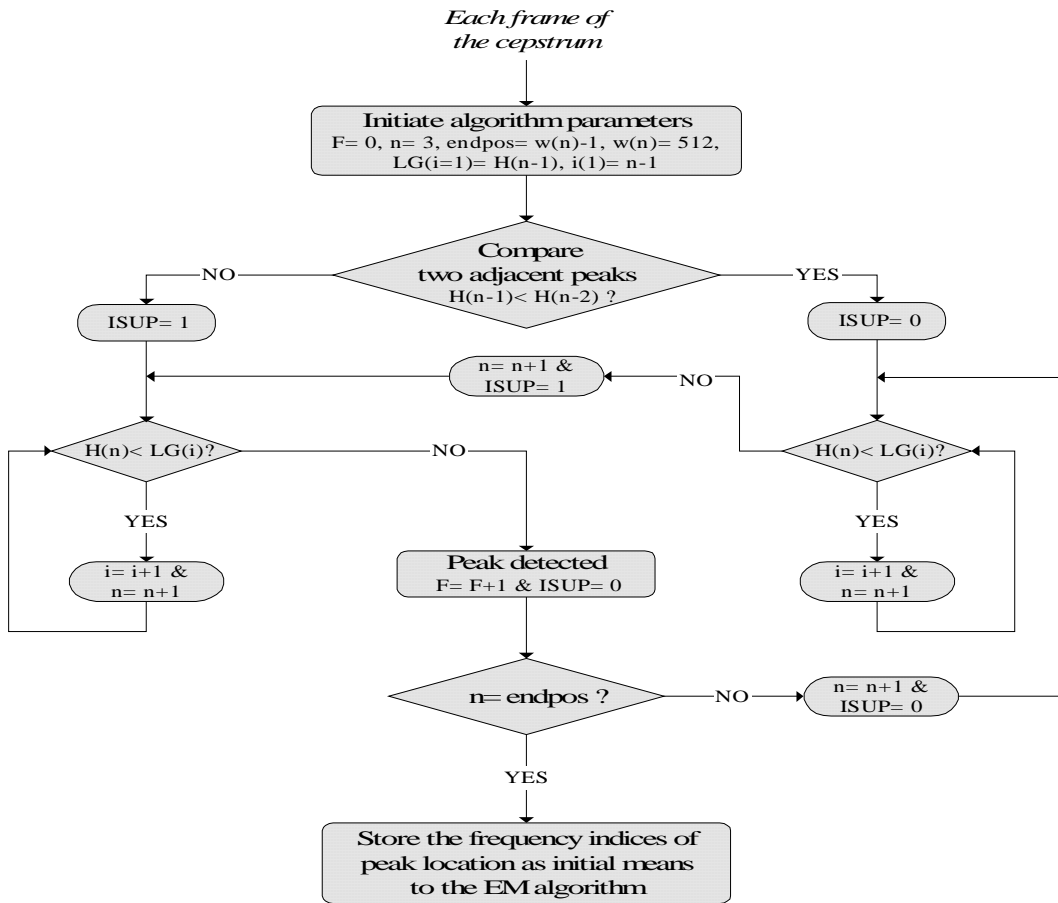 Each frame of
the cepstrum
Initiate algorithm parameters
F= 0, n= 3, endpos= w(n)-1, w(n)= 512,
LG(i=1)= H(n-1), i(1)= n-1
Compare
two adjacent peaks
H(n-1)< H(n-2) ?
NO
YES
ISUP= 1
ISUP= 0
n= n+1 &
ISUP= 1
NO
H(n)< LG(i)?
NO
H(n)< LG(i)?
YES
YES
i= i+1 &
n= n+1
Peak detected
F= F+1 & ISUP= 0
i= i+1 &
n= n+1
n= endpos ?
NO
n= n+1 &
ISUP= 0
YES
Store the frequency indices of
peak location as initial means
to the EM algorithm